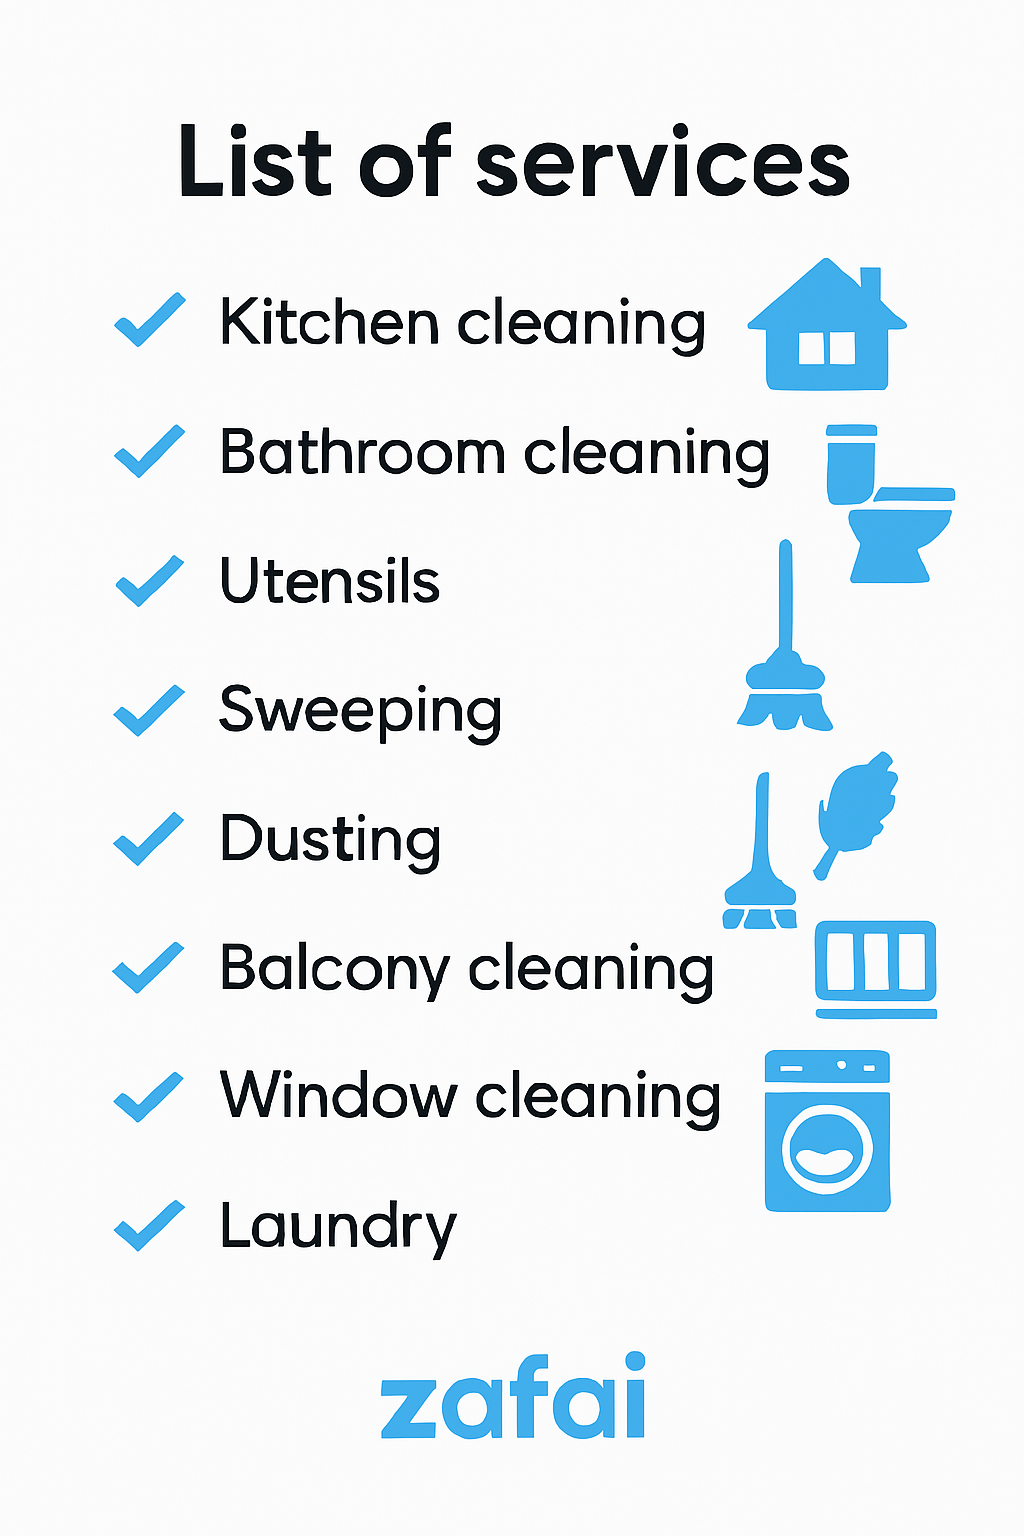 List of services
Kitchen cleaning
Bathroom cleaning
Utensils
Sweeping
Dusting
Balcony cleaning
Window cleaning
Laundry
zafai